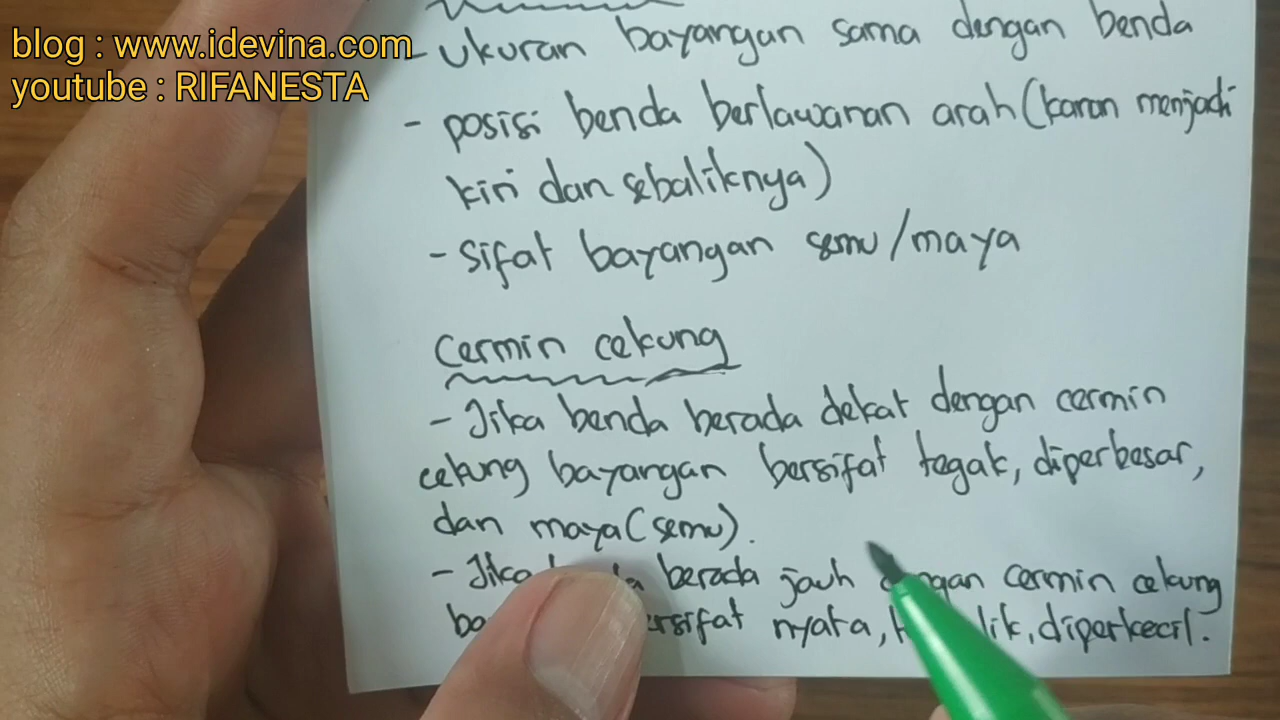 blog : www.idevina.com
youtube : RIFANESTA
- ukuran bayangan sama dengan benda
- posisi benda berlawanan arah (kanan menjadi
kiri dan sebaliknya)
- Sifat bayangan semu/maya
Cermin cekung
- Jika benda berada dekat dengan cermin
cekung bayangan bersifat tegak, diperbesar,
dan maya (semu).
- Jika berada jauh cermin cekung
nyata, diperkecil.